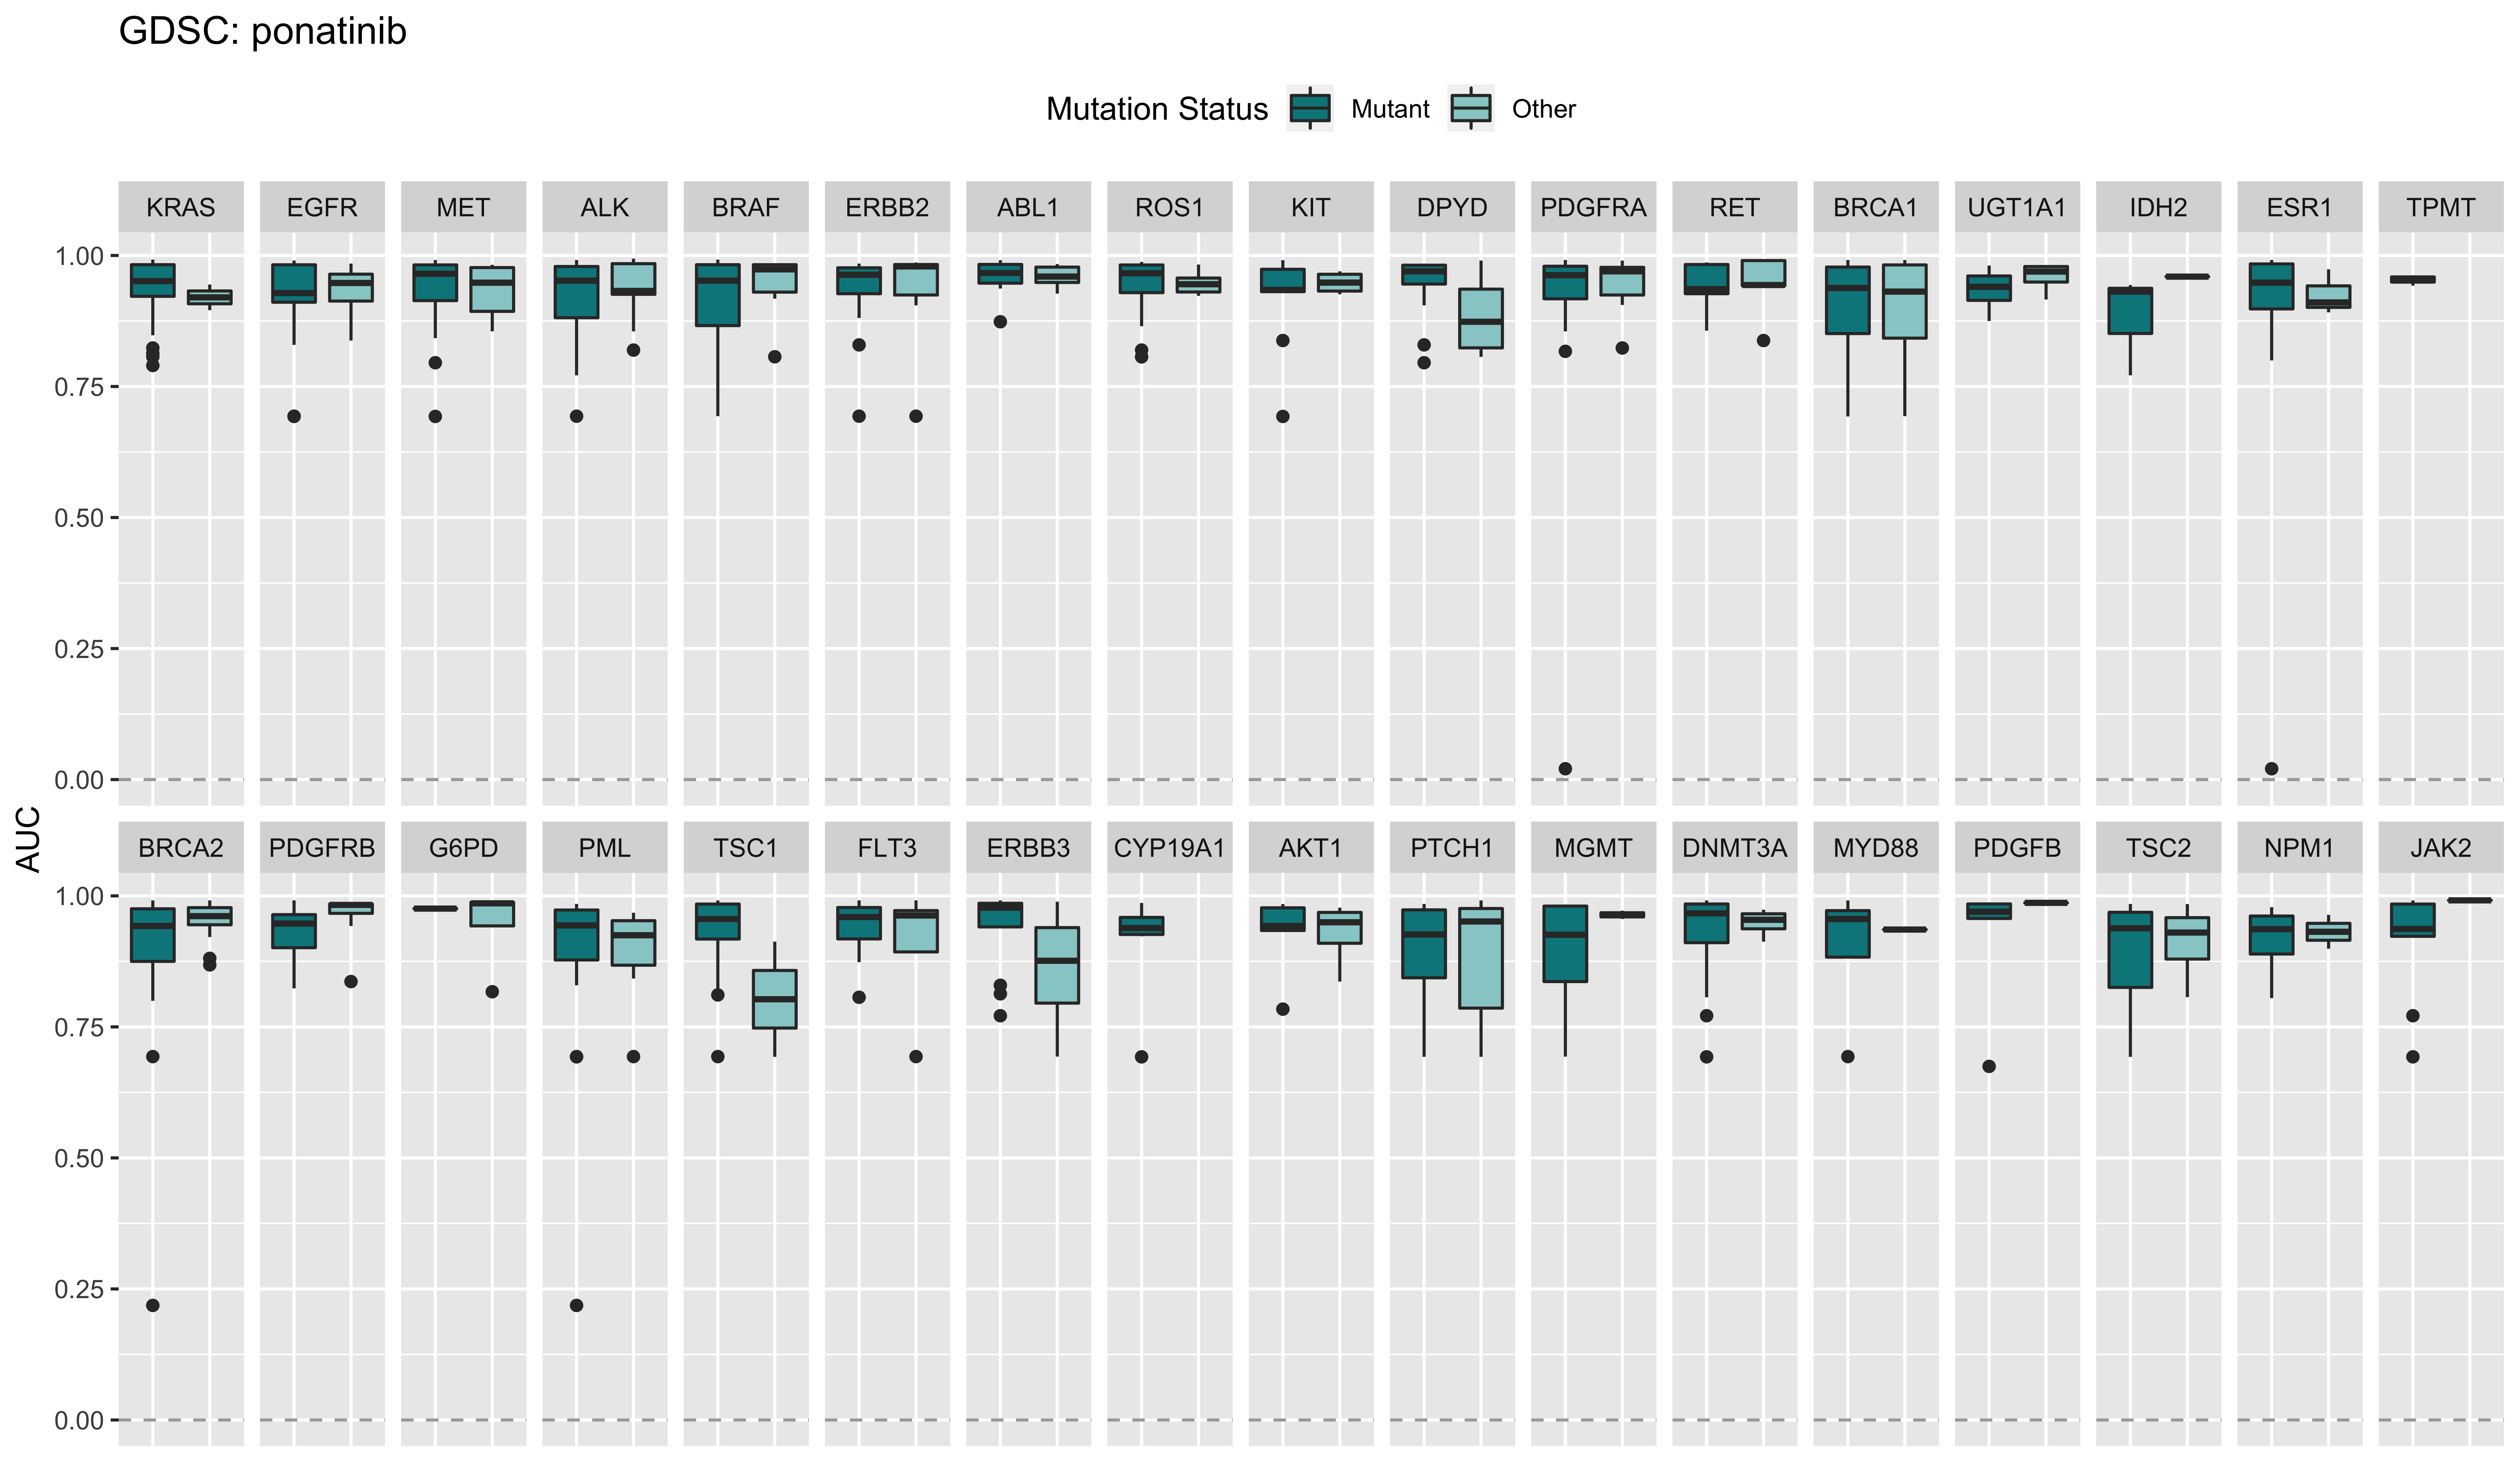 GDSC: ponatinib
Mutation Status Mutant Other
KRAS EGFR MET ALK BRAF ERBB2 ABL1 ROS1 KIT DPYD PDGFRA RET BRCA1 UGT1A1 IDH2 ESR1 TPMT
1.00
0.75
0.50
0.25
0.00
AUC
BRCA2 PDGFRB G6PD PML TSC1 FLT3 ERBB3 CYP19A1 AKT1 PTCH1 MGMT DNMT3A MYD88 PDGFB TSC2 NPM1 JAK2
1.00
0.75
0.50
0.25
0.00